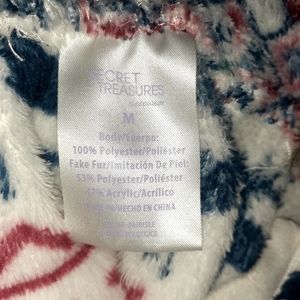 SECRET
TREASURES
sleepwear
M
Body/Cuerpo:
100% Polyester/Poliéster
Fake Fur/Imitación De Piel:
53% Polyester/Poliéster
47% Acrylic/Acrílico
/HECHO EN CHINA